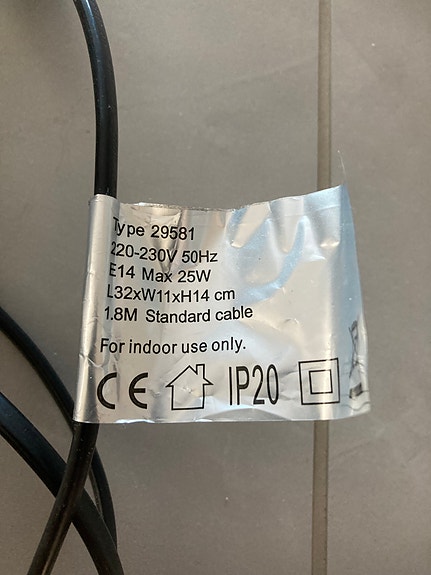 Type 29581
220-230V 50Hz
E14 Max 25W
L32xW11xH14 cm
1.8M Standard cable
For indoor use only.
CE IP20